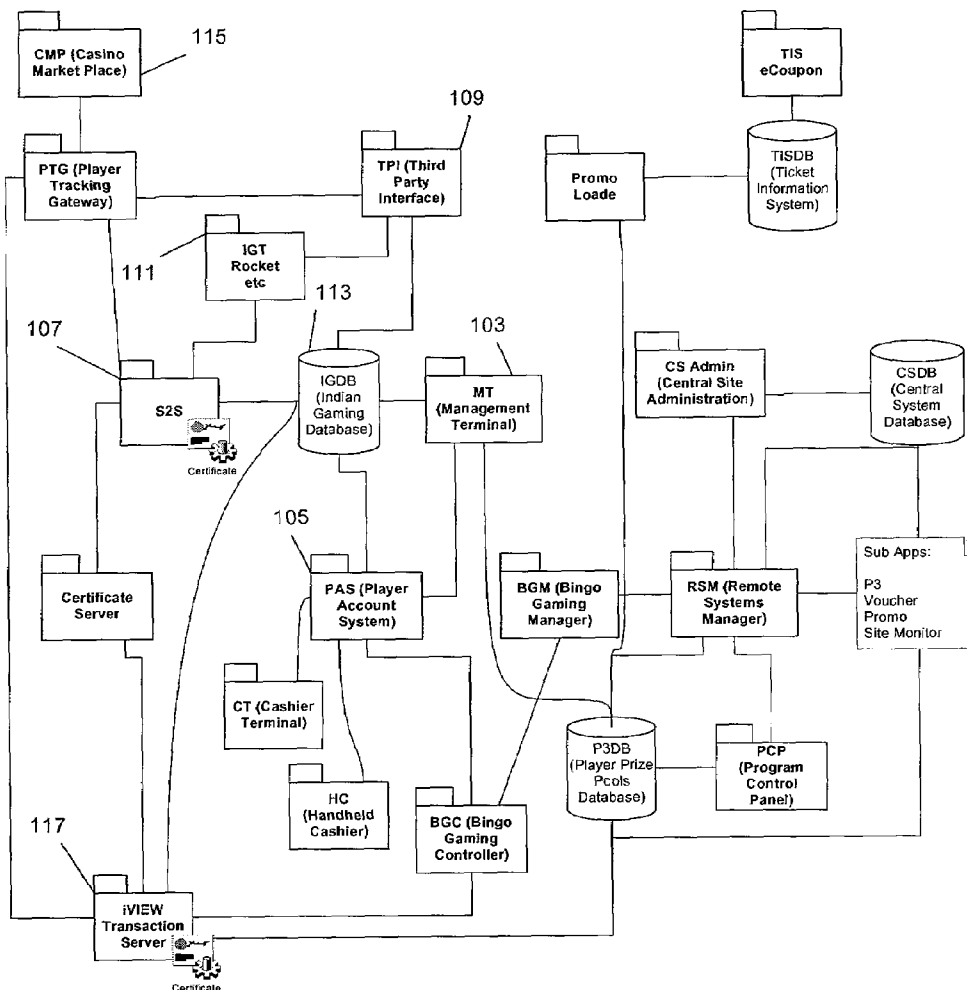 115
CMP (Casino
Market Place)
TIS
eCoupon
109
PTG (Player
Tracking
Gateway)
TPI (Third
Party
Interface)
Promo
Loade
TISDB
(Ticket
Information
System)
111
IGT
Rocket
etc
113
107
103
S2S
Certificate
IGDB
(Indian
Gaming
Database)
MT
(Management
Terminal)
CS Admin
(Central Site
Administration)
CSDB
(Central
System
Database)
105
Certificate
Server
PAS (Player
Account
System)
BGM (Bingo
Gaming
Manager)
RSM (Remote
Systems
Manager)
Sub Apps:
P3
Voucher
Promo
Site Monitor
CT (Cashier
Terminal)
HC
(Handheld
Cashier)
BGC (Bingo
Gaming
Controller)
P3DB
(Player Prize
Pools
Database)
PCP
(Program
Control
Panel)
117
iVIEW
Transaction
Server
Certificate